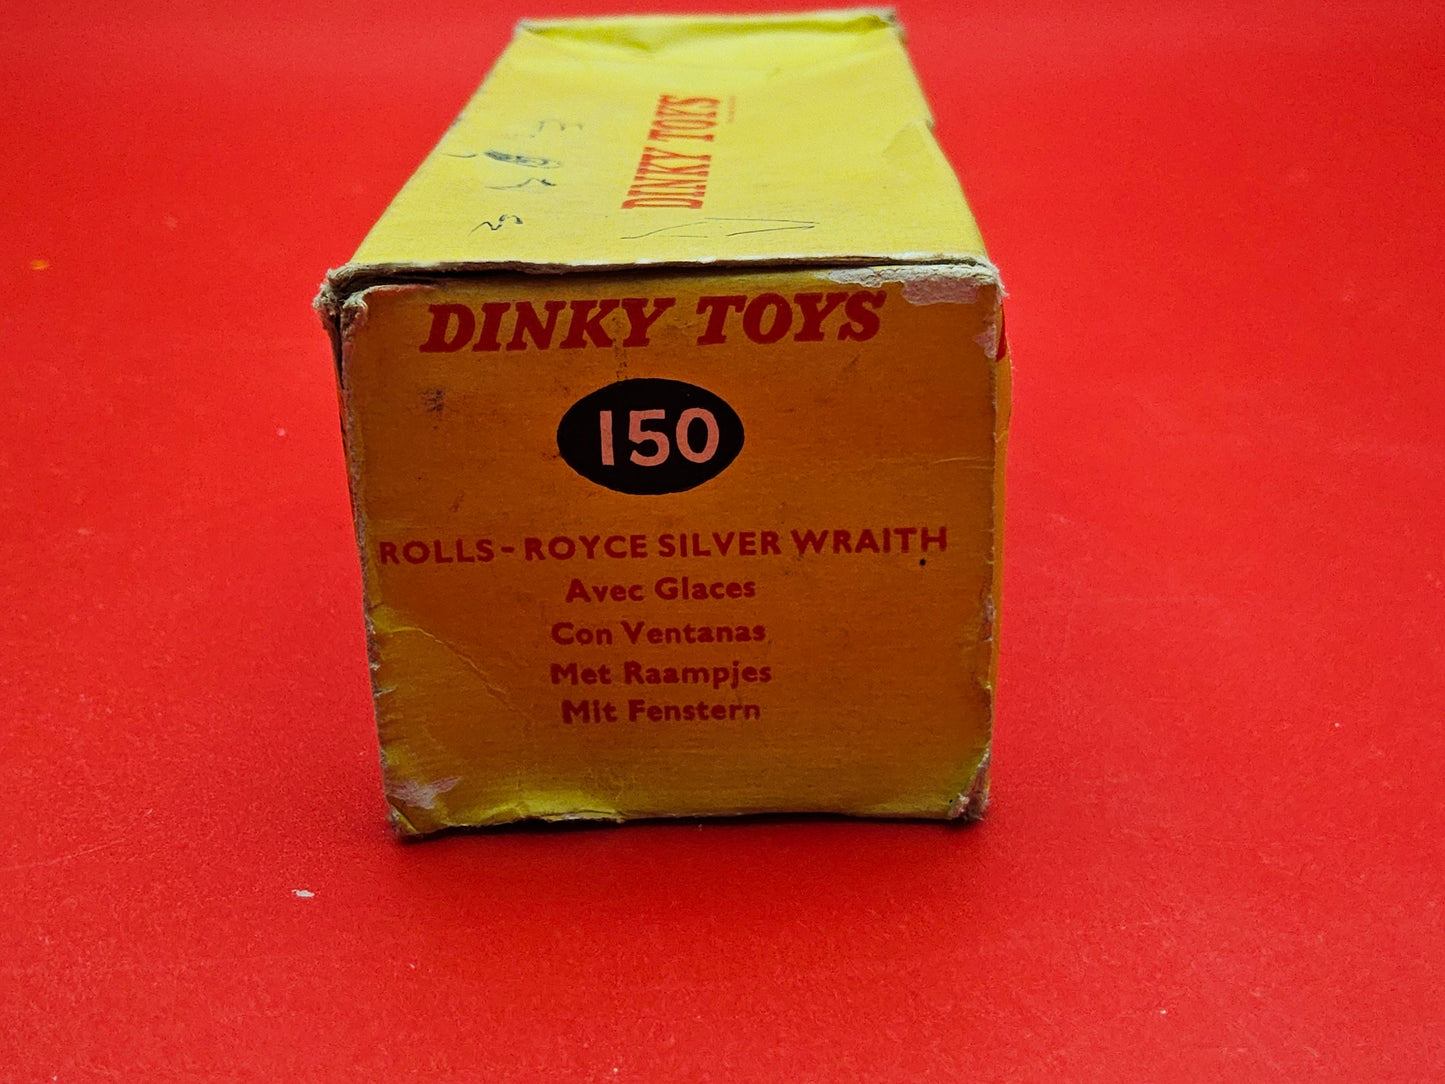 DINKY TOYS
DINKY TOYS
150
ROLLS-ROYCE SILVER WRAITH
Avec Glaces
Con Ventanas
Met Raampjes
Mit Fenstern